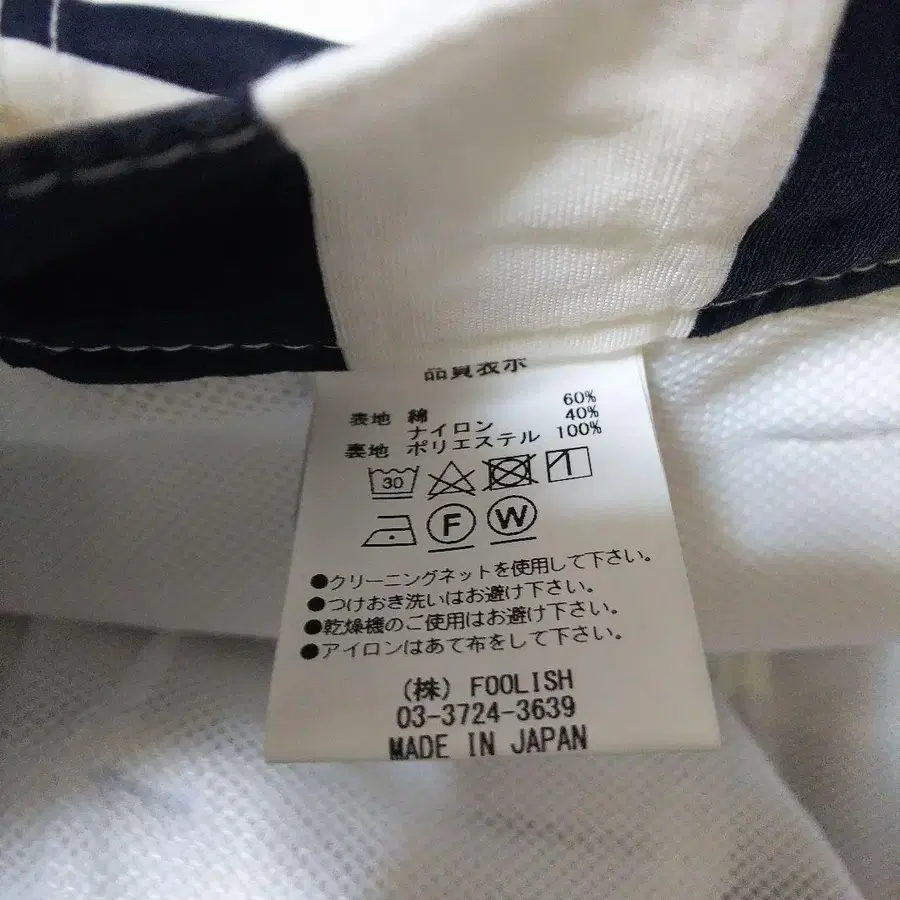 品質表示
表地 綿 60%
ナイロン 40%
裏地 ポリエステル 100%
30
F W
●クリーニングネットを使用して下さい。
●つけおき洗いはお避け下さい。
●乾燥機のご使用はお避け下さい。
●アイロンはあて布をして下さい。
(株) FOOLISH
03-3724-3639
MADE IN JAPAN